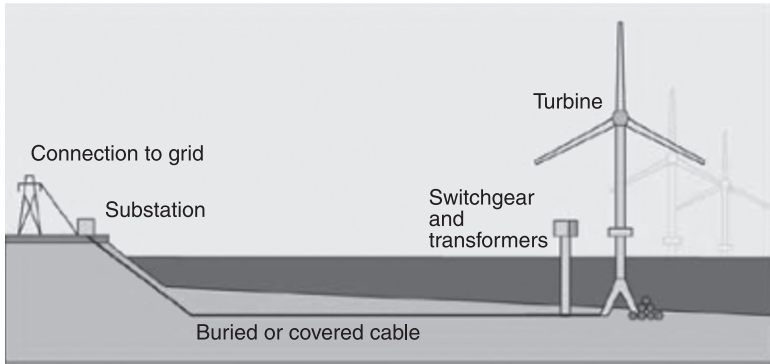 Turbine
Connection to grid
Substation
Switchgear
and
transformers
Buried or covered cable